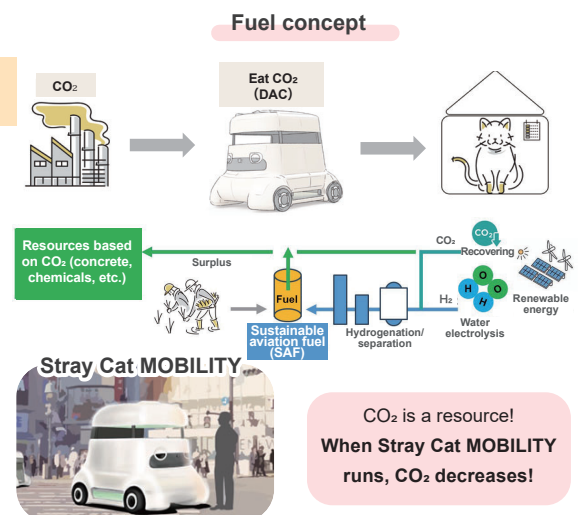 Fuel concept
CO₂
Eat CO₂
(DAC)
Resources based
on CO₂ (concrete,
chemicals, etc.)
Surplus
CO₂
CO₂
Recovering
Fuel
H₂
H
O
O
H
Renewable
energy
Water
electrolysis
Hydrogenation/
separation
Sustainable
aviation fuel
(SAF)
Stray Cat MOBILITY
CO₂ is a resource!
When Stray Cat MOBILITY
runs, CO₂ decreases!